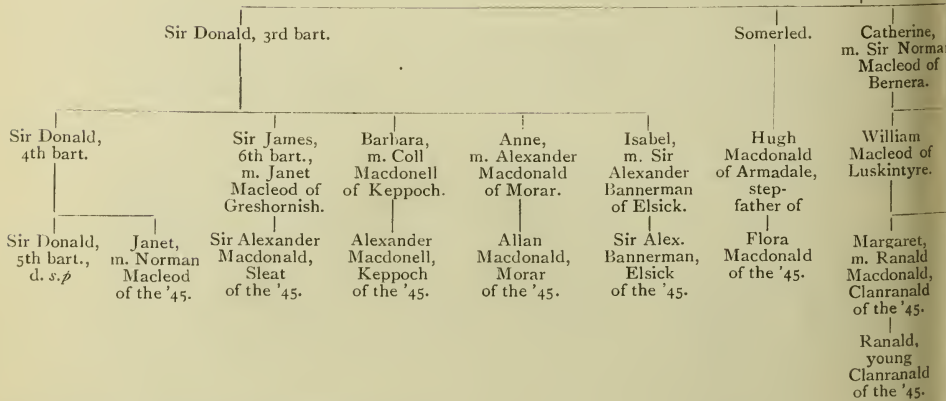 Sir Donald, 3rd bart.
Somerled.
Catherine,
m. Sir Norman
Macleod of
Bernera.
Sir Donald,
4th bart.
Sir James,
6th bart.,
m. Janet
Macleod of
Greshornish.
Barbara,
m. Coll
Macdonell
of Keppoch.
Anne,
m. Alexander
Macdonald
of Morar.
Isabel,
m. Sir
Alexander
Bannerman
of Elsick.
Hugh
Macdonald
of Armadale,
step-
father of
William
Macleod of
Luskintyre.
Sir Donald,
5th bart.,
d. s.p
Janet,
m. Norman
Macleod
of the '45.
Sir Alexander
Macdonald,
Sleat
of the '45.
Alexander
Macdonell,
Keppoch
of the '45.
Allan
Macdonald,
Morar
of the '45.
Sir Alex.
Bannerman,
Elsick
of the '45.
Flora
Macdonald
of the '45.
Margaret,
m. Ranald
Macdonald,
Clanranald
of the '45.
Ranald,
young
Clanranald
of the '45.